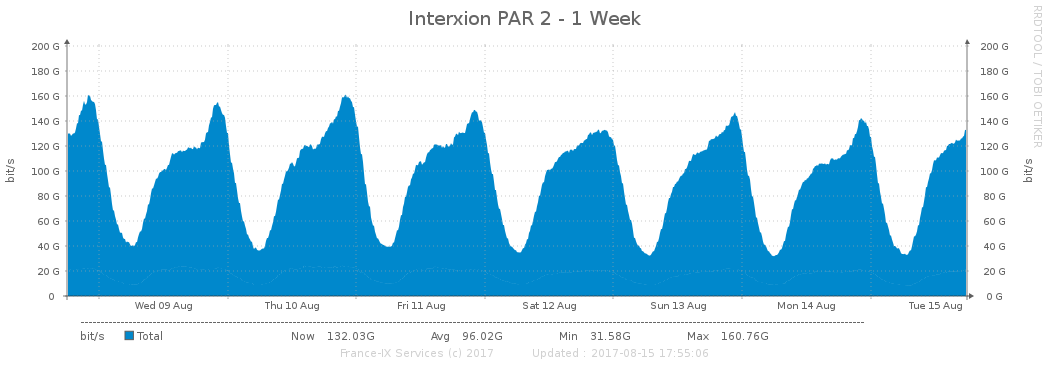 Interxion PAR 2 - 1 Week
RRDTOOL / TOBI OETIKER
200 G 200 G
180 G 180 G
160 G 160 G
140 G 140 G
120 G 120 G
100 G 100 G
80 G 80 G
60 G 60 G
40 G 40 G
20 G 20 G
0 0 G
bit/s bit/s
Wed 09 Aug Thu 10 Aug Fri 11 Aug Sat 12 Aug Sun 13 Aug Mon 14 Aug Tue 15 Aug
bit/s Total Now 132.03G Avg 96.02G Min 31.58G Max 160.76G
France-IX Services (c) 2017 Updated : 2017-08-15 17:55:06